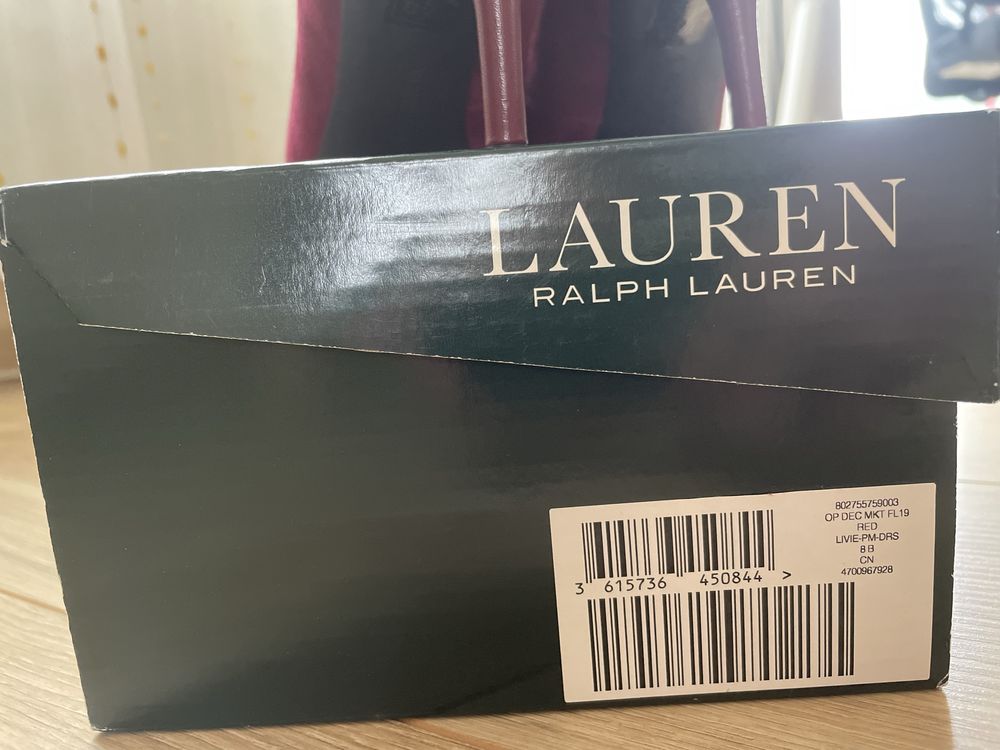 LAUREN
RALPH LAUREN
802755759003
OP DEC MKT FL19
RED
LIVIE-PM-DRS
8 B
CN
4700967928
3 615736 450844 >